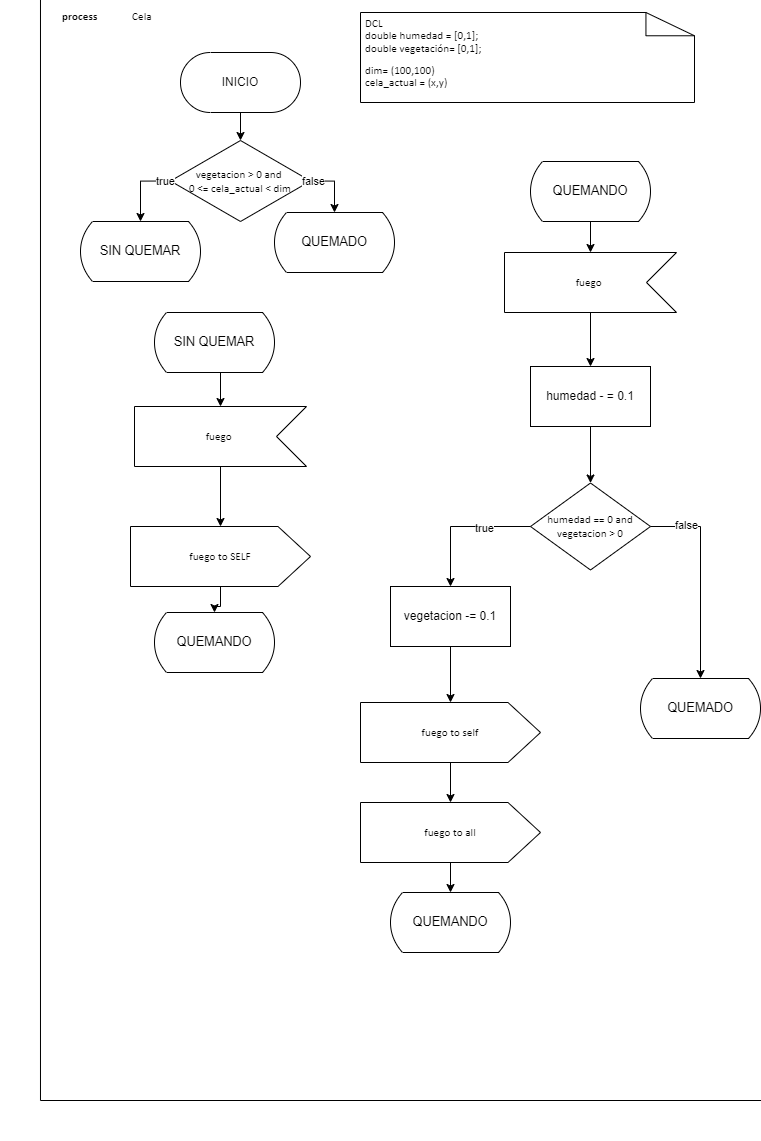 process Cela
DCL
double humedad = [0,1];
double vegetación= [0,1];
dim= (100,100)
cela_actual = (x,y)
INICIO
vegetacion > 0 and
0 <= cela_actual < dim
true
false
SIN QUEMAR
QUEMADO
SIN QUEMAR
fuego
fuego to SELF
QUEMANDO
QUEMANDO
fuego
humedad - = 0.1
humedad == 0 and
vegetacion > 0
true
false
vegetacion -= 0.1
fuego to self
fuego to all
QUEMANDO
QUEMADO